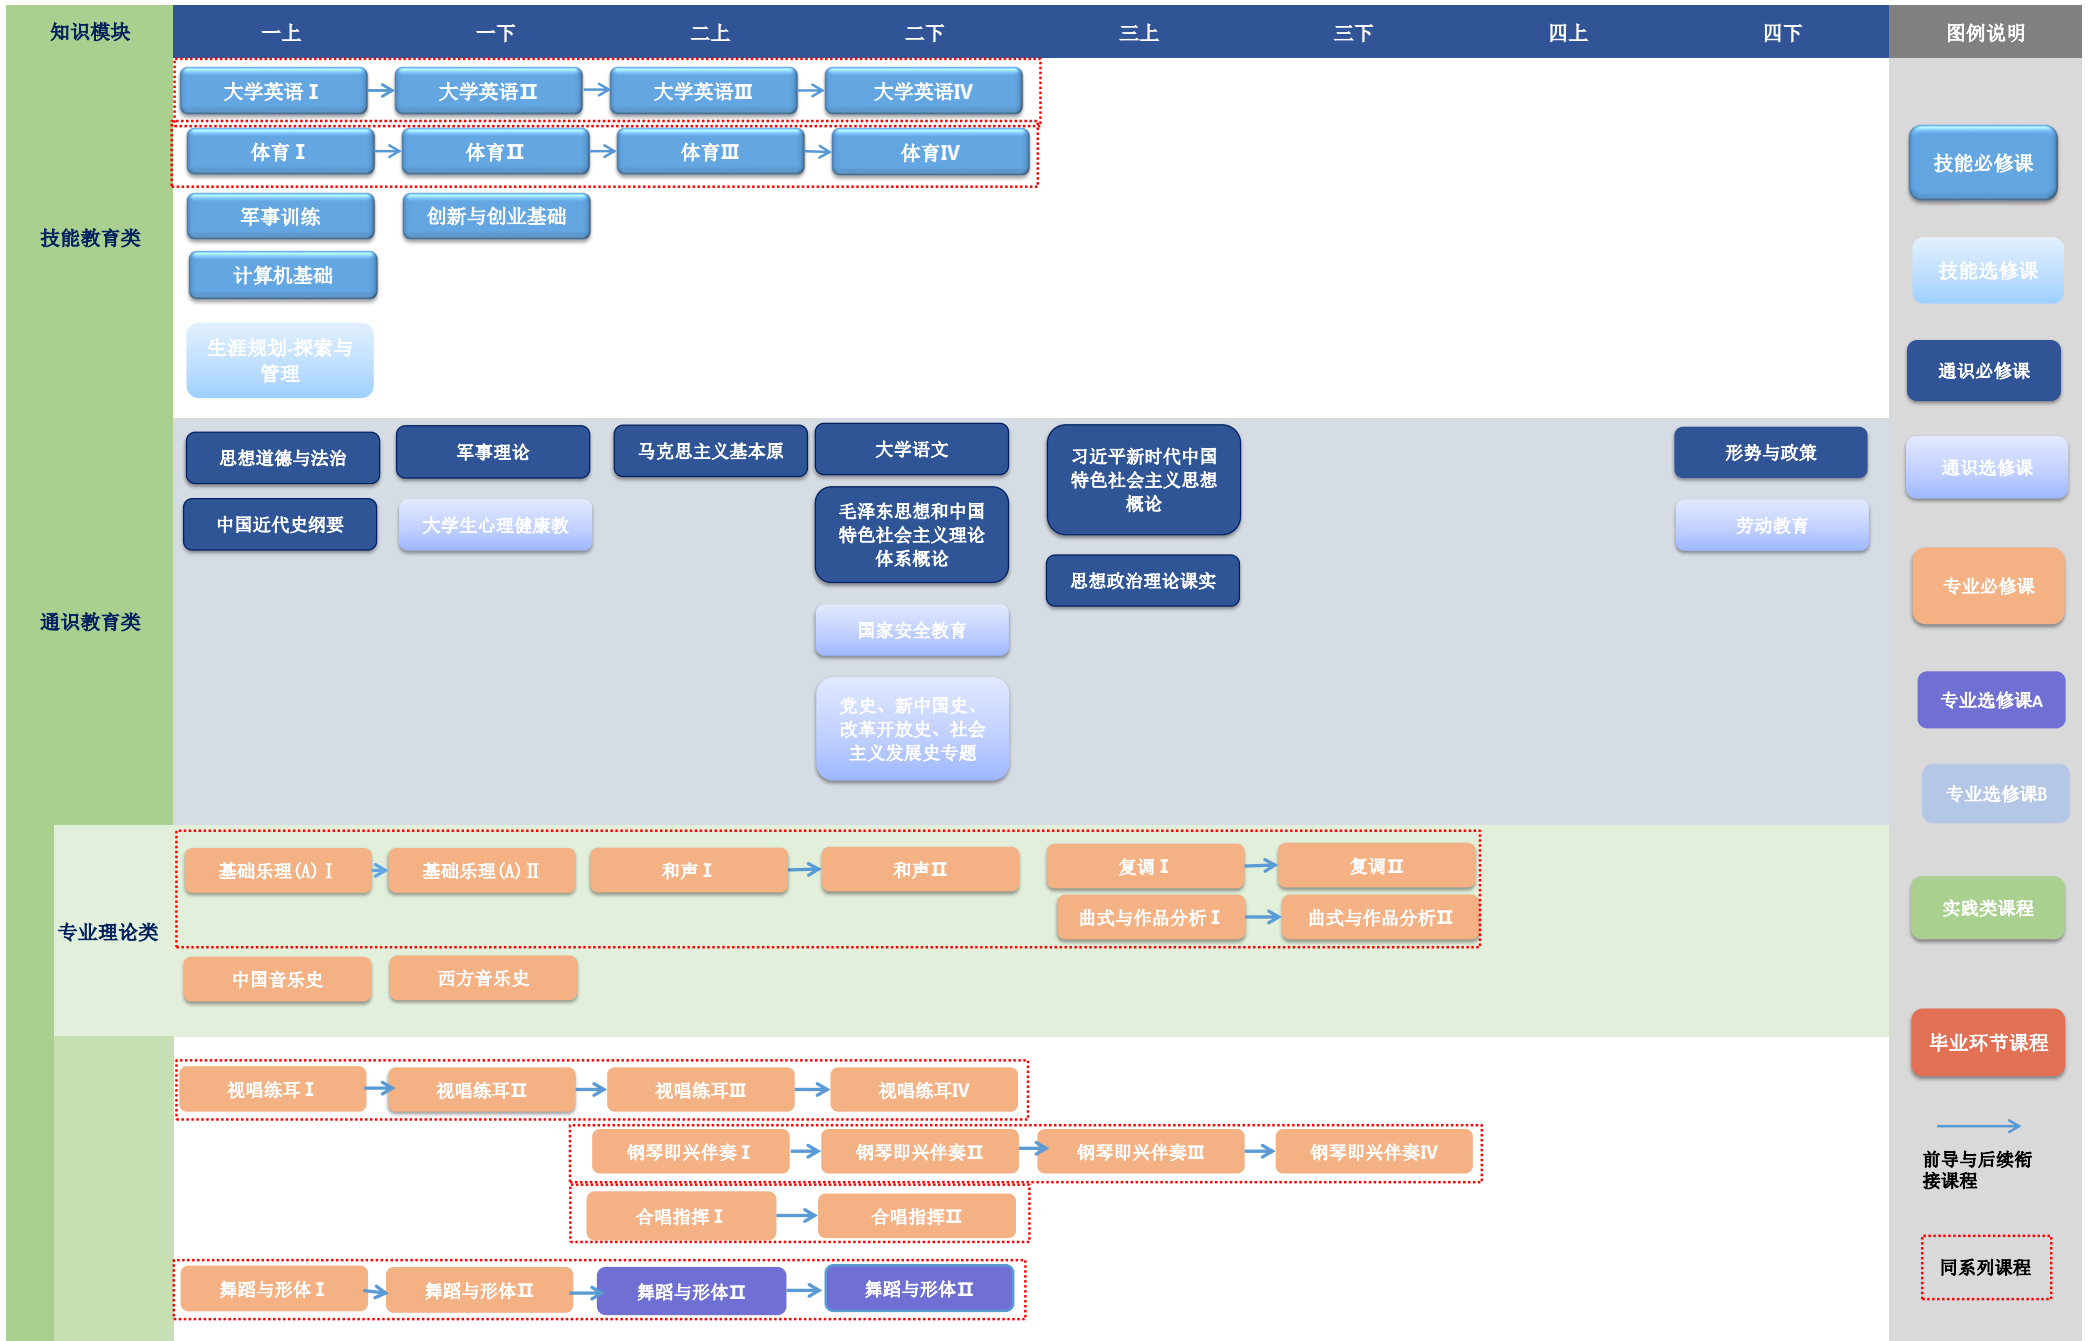 知识模块
一上
一下
二上
二下
三上
三下
四上
四下
图例说明
技能教育类
大学英语Ⅰ
大学英语Ⅱ
大学英语Ⅲ
大学英语Ⅳ
体育Ⅰ
体育Ⅱ
体育Ⅲ
体育Ⅳ
军事训练
创新与创业基础
计算机基础
生涯规划-探索与
管理
通识教育类
思想道德与法治
军事理论
马克思主义基本原
大学语文
习近平新时代中国
特色社会主义思想
概论
形势与政策
中国近代史纲要
大学生心理健康教
毛泽东思想和中国
特色社会主义理论
体系概论
劳动教育
思想政治理论课实
国家安全教育
党史、新中国史、
改革开放史、社会
主义发展史专题
专业理论类
基础乐理(A)Ⅰ
基础乐理(A)Ⅱ
和声Ⅰ
和声Ⅱ
复调Ⅰ
复调Ⅱ
曲式与作品分析Ⅰ
曲式与作品分析Ⅱ
中国音乐史
西方音乐史
视唱练耳Ⅰ
视唱练耳Ⅱ
视唱练耳Ⅲ
视唱练耳Ⅳ
钢琴即兴伴奏Ⅰ
钢琴即兴伴奏Ⅱ
钢琴即兴伴奏Ⅲ
钢琴即兴伴奏Ⅳ
合唱指挥Ⅰ
合唱指挥Ⅱ
舞蹈与形体Ⅰ
舞蹈与形体Ⅱ
舞蹈与形体Ⅱ
舞蹈与形体Ⅱ
技能必修课
技能选修课
通识必修课
通识选修课
专业必修课
专业选修课A
专业选修课B
实践类课程
毕业环节课程
前导与后续衔
接课程
同系列课程